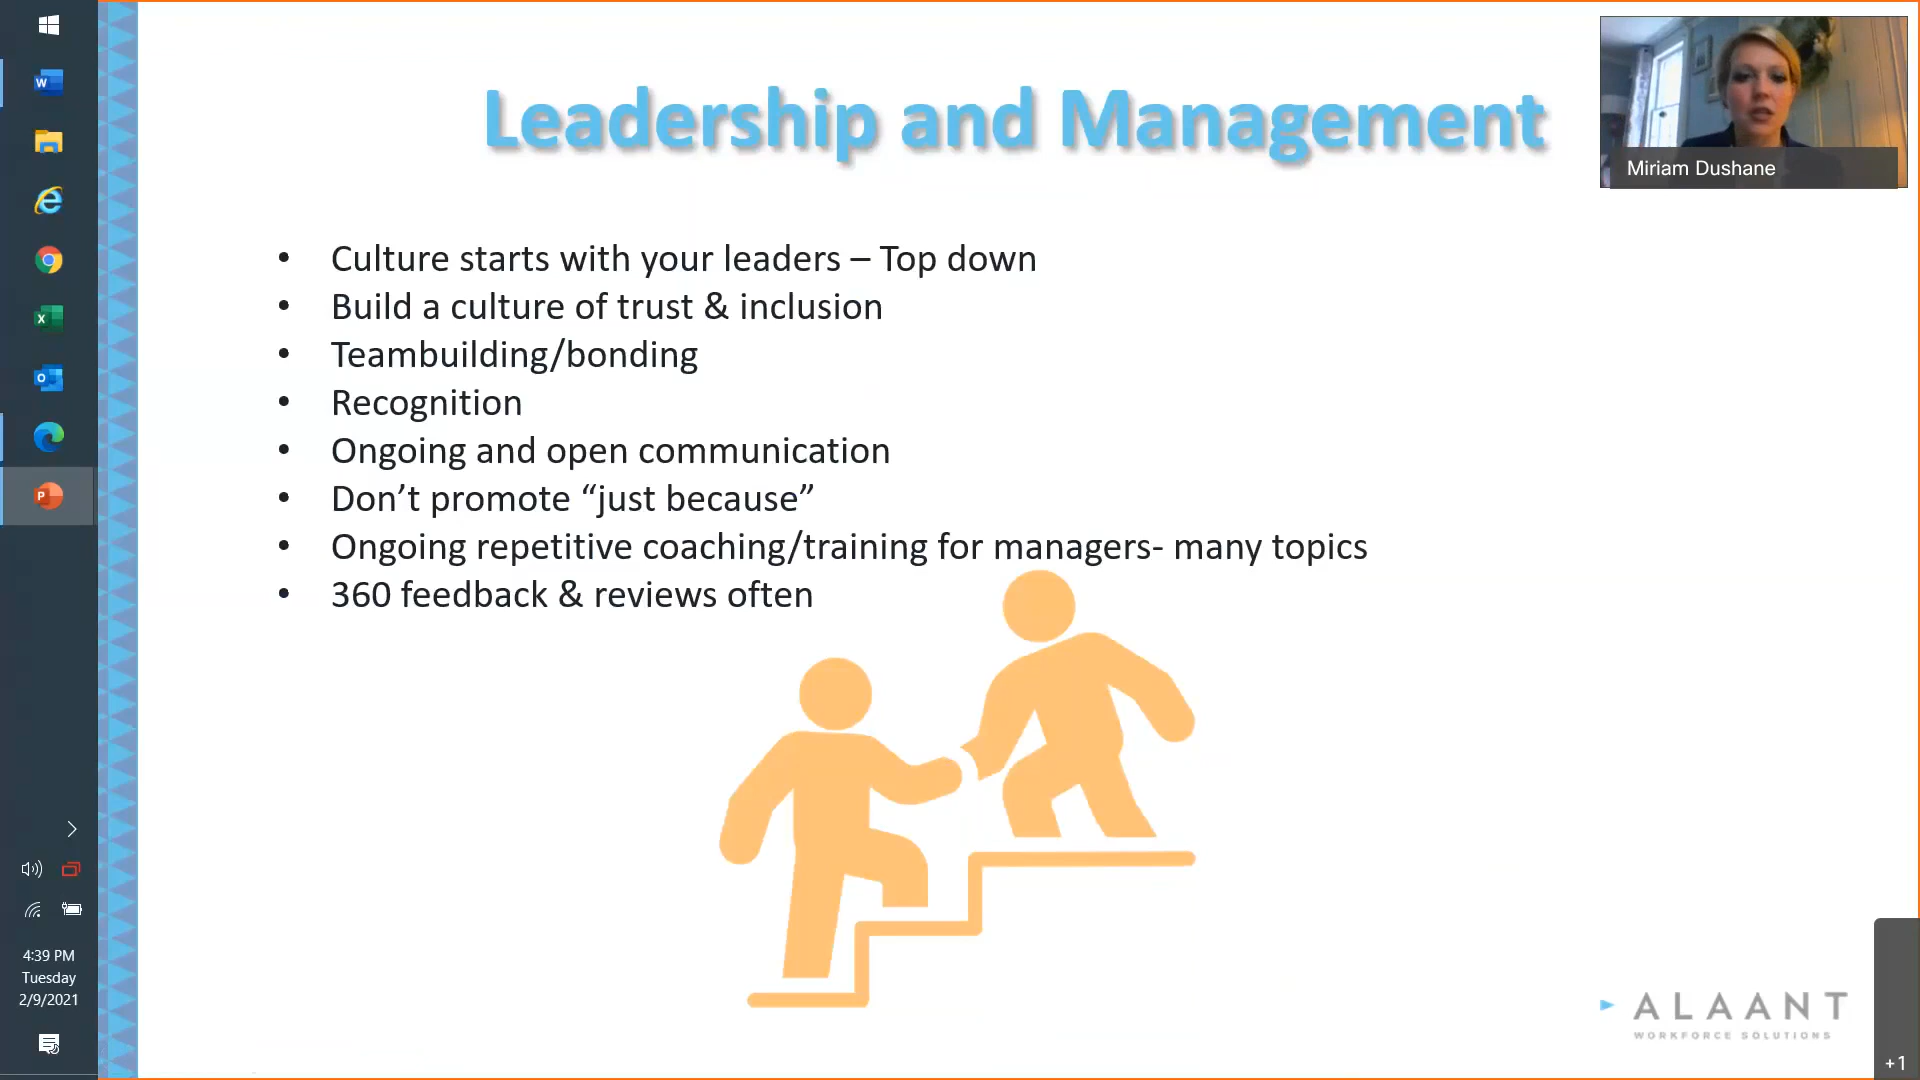 Leadership and Management
Miriam Dushane
• Culture starts with your leaders – Top down
• Build a culture of trust & inclusion
• Teambuilding/bonding
• Recognition
• Ongoing and open communication
• Don’t promote “just because”
• Ongoing repetitive coaching/training for managers- many topics
• 360 feedback & reviews often
4:39 PM
Tuesday
2/9/2021
ALAANT
WORKFORCE SOLUTIONS
+1